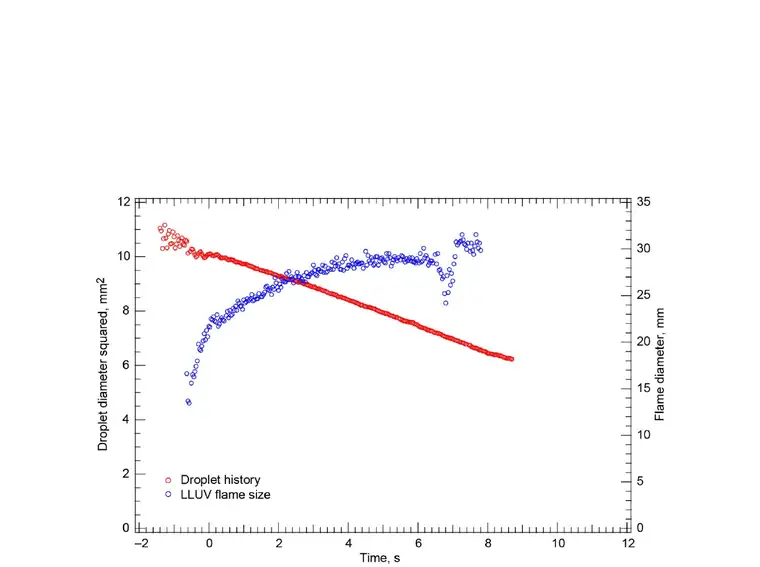 12
10
8
6
4
2
0
Droplet diameter squared, mm2
35
30
25
20
15
10
5
0
Flame diameter, mm
Droplet history
LLUV flame size
–2 0 2 4 6 8 10 12
Time, s